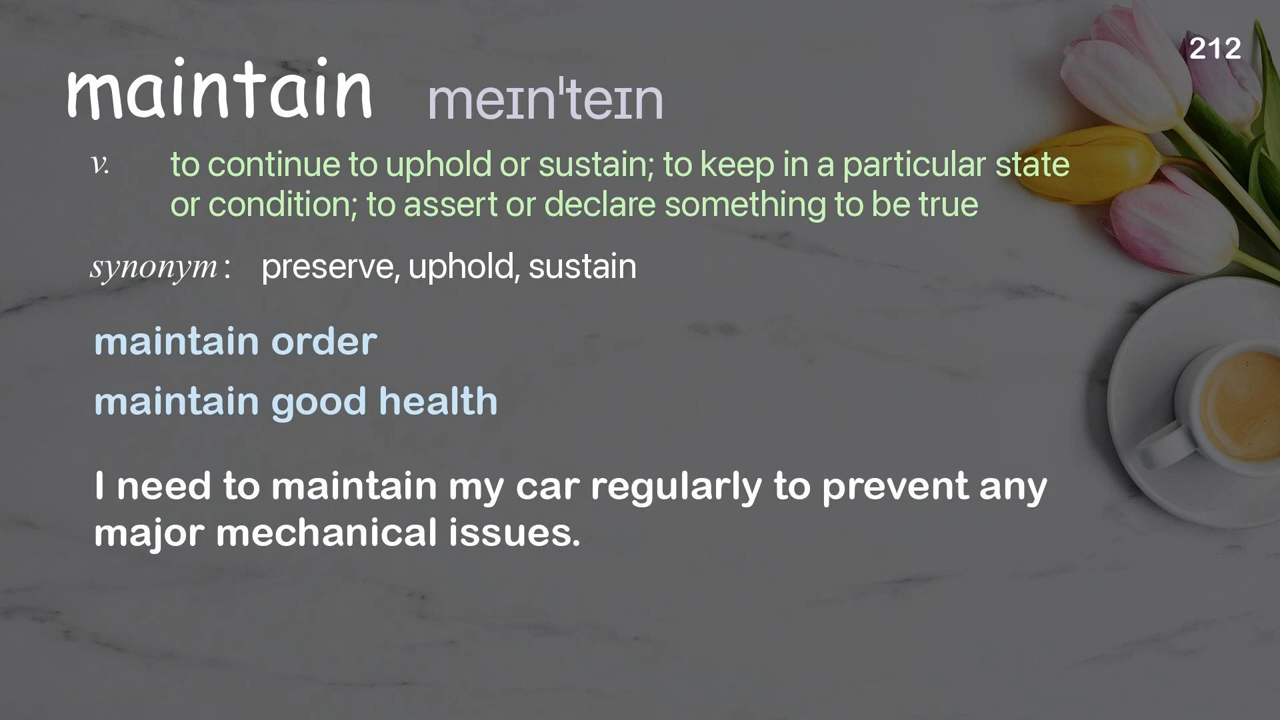 212
maintain meɪnˈteɪn
v. to continue to uphold or sustain; to keep in a particular state
or condition; to assert or declare something to be true
synonym : preserve, uphold, sustain
maintain order
maintain good health
I need to maintain my car regularly to prevent any
major mechanical issues.